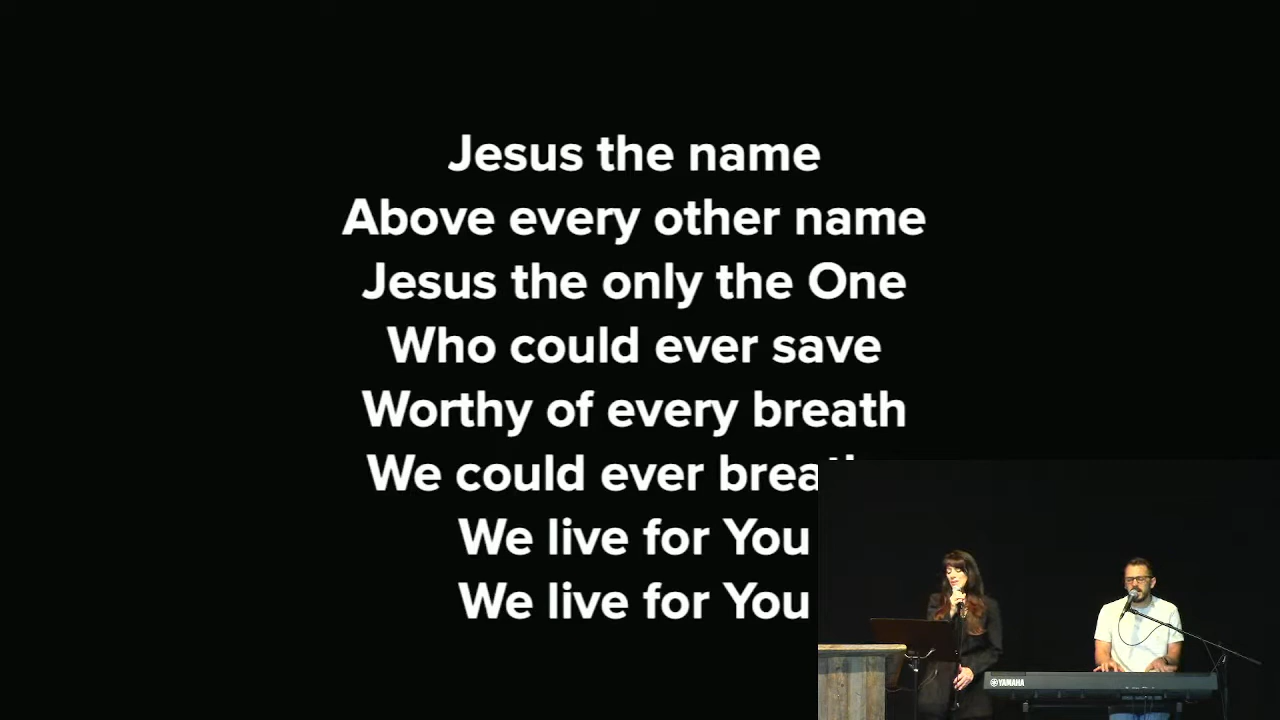 Jesus the name
Above every other name
Jesus the only the One
Who could ever save
Worthy of every breath
We could ever
We live for You
We live for You
YAMAHA